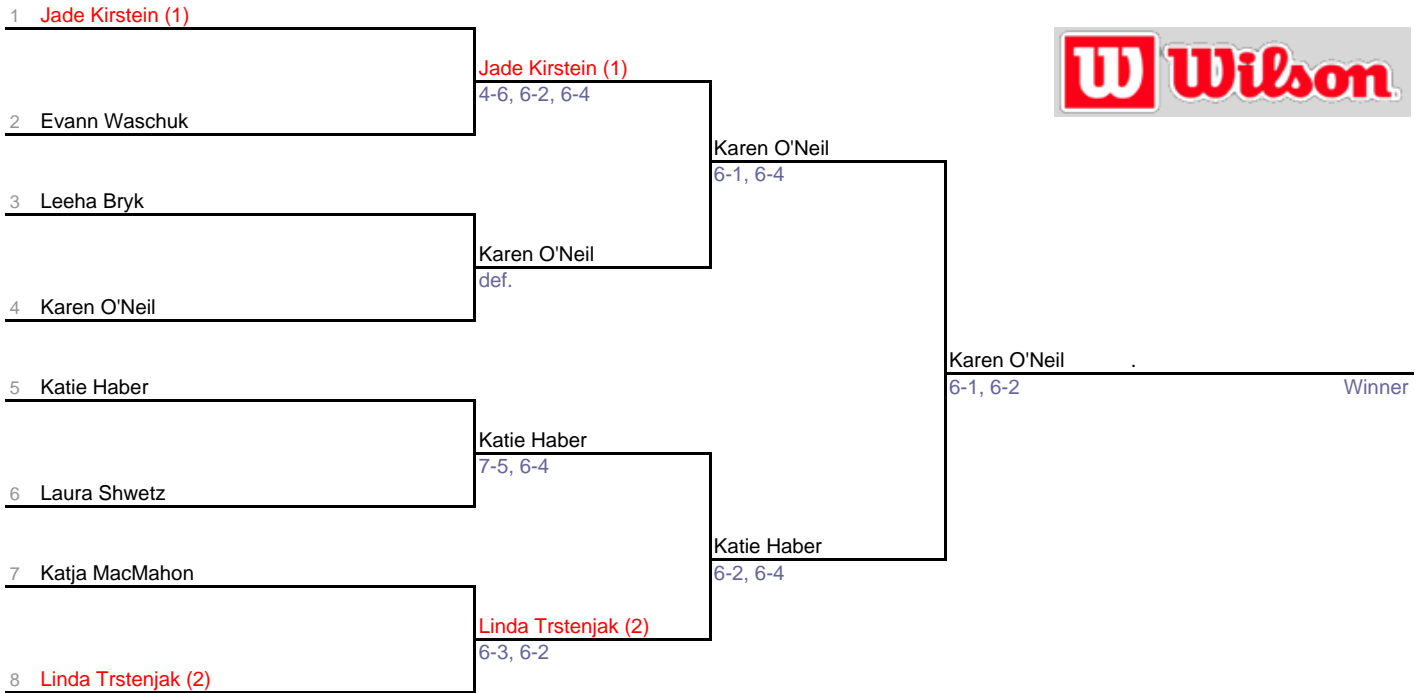 1 Jade Kirstein (1)
Jade Kirstein (1)
4-6, 6-2, 6-4
2 Evann Waschuk
Karen O'Neil
6-1, 6-4
3 Leeha Bryk
Karen O'Neil
def.
4 Karen O'Neil
Karen O'Neil .
6-1, 6-2 Winner
5 Katie Haber
Katie Haber
7-5, 6-4
6 Laura Shwetz
Katie Haber
6-2, 6-4
7 Katja MacMahon
Linda Trstenjak (2)
6-3, 6-2
8 Linda Trstenjak (2)
W Wilson